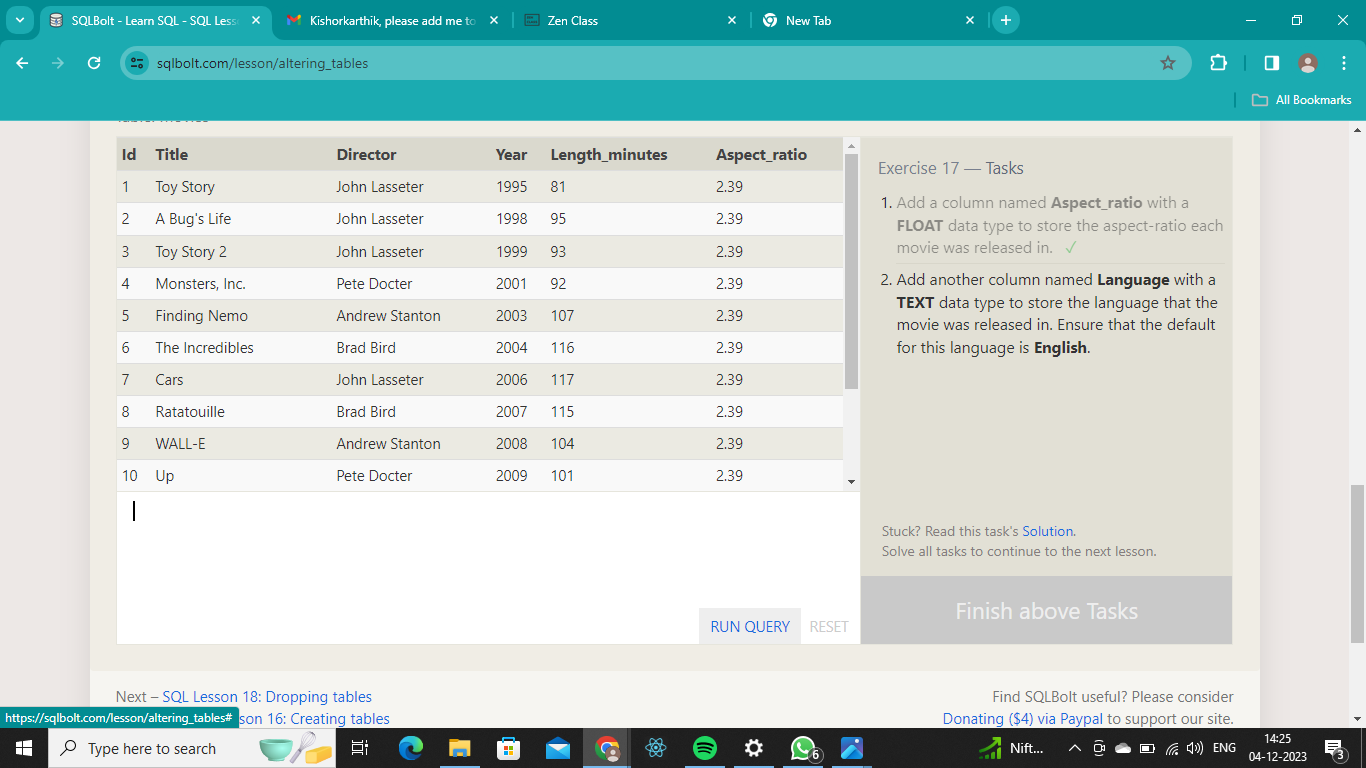 SQLBolt - Learn SQL - SQL Less
Kishorkarthik, please add me to
Zen Class
New Tab
sqlbolt.com/lesson/altering_tables
All Bookmarks
Id Title Director Year Length_minutes Aspect_ratio
1 Toy Story John Lasseter 1995 81 2.39
2 A Bug's Life John Lasseter 1998 95 2.39
3 Toy Story 2 John Lasseter 1999 93 2.39
4 Monsters, Inc. Pete Docter 2001 92 2.39
5 Finding Nemo Andrew Stanton 2003 107 2.39
6 The Incredibles Brad Bird 2004 116 2.39
7 Cars John Lasseter 2006 117 2.39
8 Ratatouille Brad Bird 2007 115 2.39
9 WALL-E Andrew Stanton 2008 104 2.39
10 Up Pete Docter 2009 101 2.39
RUN QUERY RESET
Exercise 17 — Tasks
1. Add a column named Aspect_ratio with a
FLOAT data type to store the aspect-ratio each
movie was released in. ✓
2. Add another column named Language with a
TEXT data type to store the language that the
movie was released in. Ensure that the default
for this language is English.
Stuck? Read this task's Solution.
Solve all tasks to continue to the next lesson.
Finish above Tasks
Next – SQL Lesson 18: Dropping tables
son 16: Creating tables
Find SQLBolt useful? Please consider
Donating ($4) via Paypal to support our site.
https://sqlbolt.com/lesson/altering_tables#
Type here to search
6
Nift...
ENG
14:25
04-12-2023
3